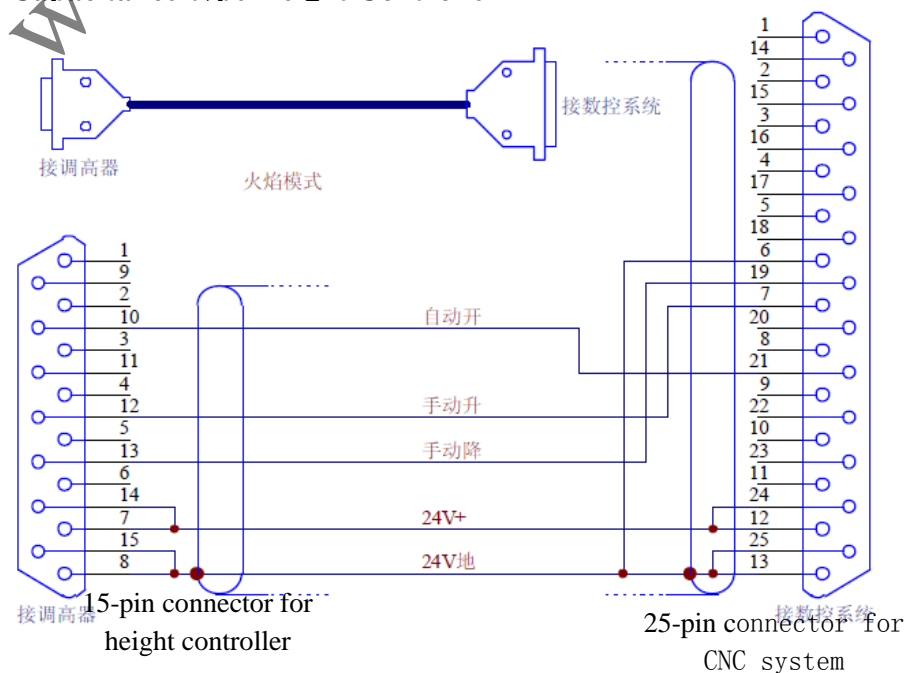 接数控系统
接调高器
火焰模式
1
14
2
15
3
16
4
17
5
18
6
19
7
20
8
21
9
22
10
23
11
24
12
25
13
1
9
2
10
3
11
4
12
5
13
6
14
7
15
8
自动开
手动升
手动降
24V+
24V地
接调高器
15-pin connector for
height controller
接数控系统
25-pin connector for
CNC system